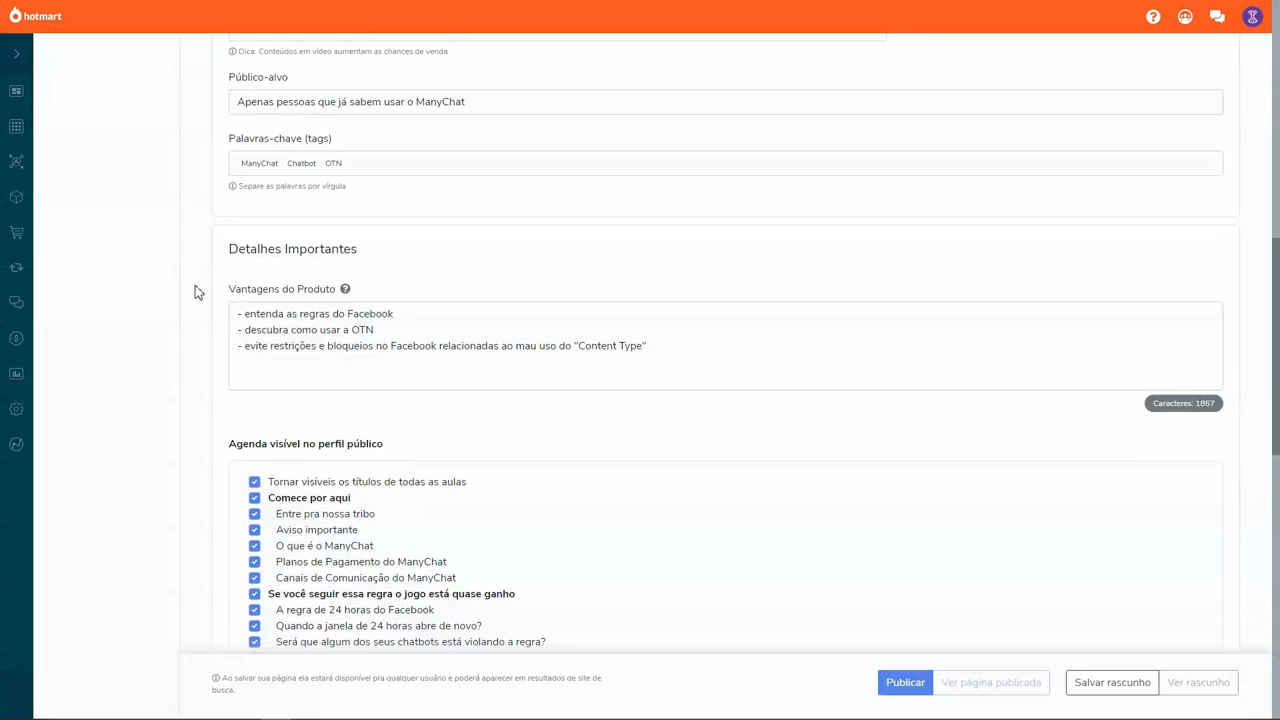 hotmart
Dica: Conteúdos em vídeo aumentam as chances de venda
Público-alvo
Apenas pessoas que já sabem usar o ManyChat
Palavras-chave (tags)
ManyChat Chatbot OTN
Separe as palavras por vírgula
Detalhes Importantes
Vantagens do Produto
- entenda as regras do Facebook
- descubra como usar a OTN
- evite restrições e bloqueios no Facebook relacionadas ao mau uso do "Content Type"
Caracteres: 1857
Agenda visível no perfil público
Tornar visíveis os títulos de todas as aulas
Comece por aqui
Entre pra nossa tribo
Aviso importante
O que é o ManyChat
Planos de Pagamento do ManyChat
Canais de Comunicação do ManyChat
Se você seguir essa regra o jogo está quase ganho
A regra de 24 horas do Facebook
Quando a janela de 24 horas abre de novo?
Será que algum dos seus chatbots está violando a regra?
Ao salvar sua página ela estará disponível pra qualquer usuário e poderá aparecer em resultados de site de
busca.
Publicar Ver página publicada Salvar rascunho Ver rascunho